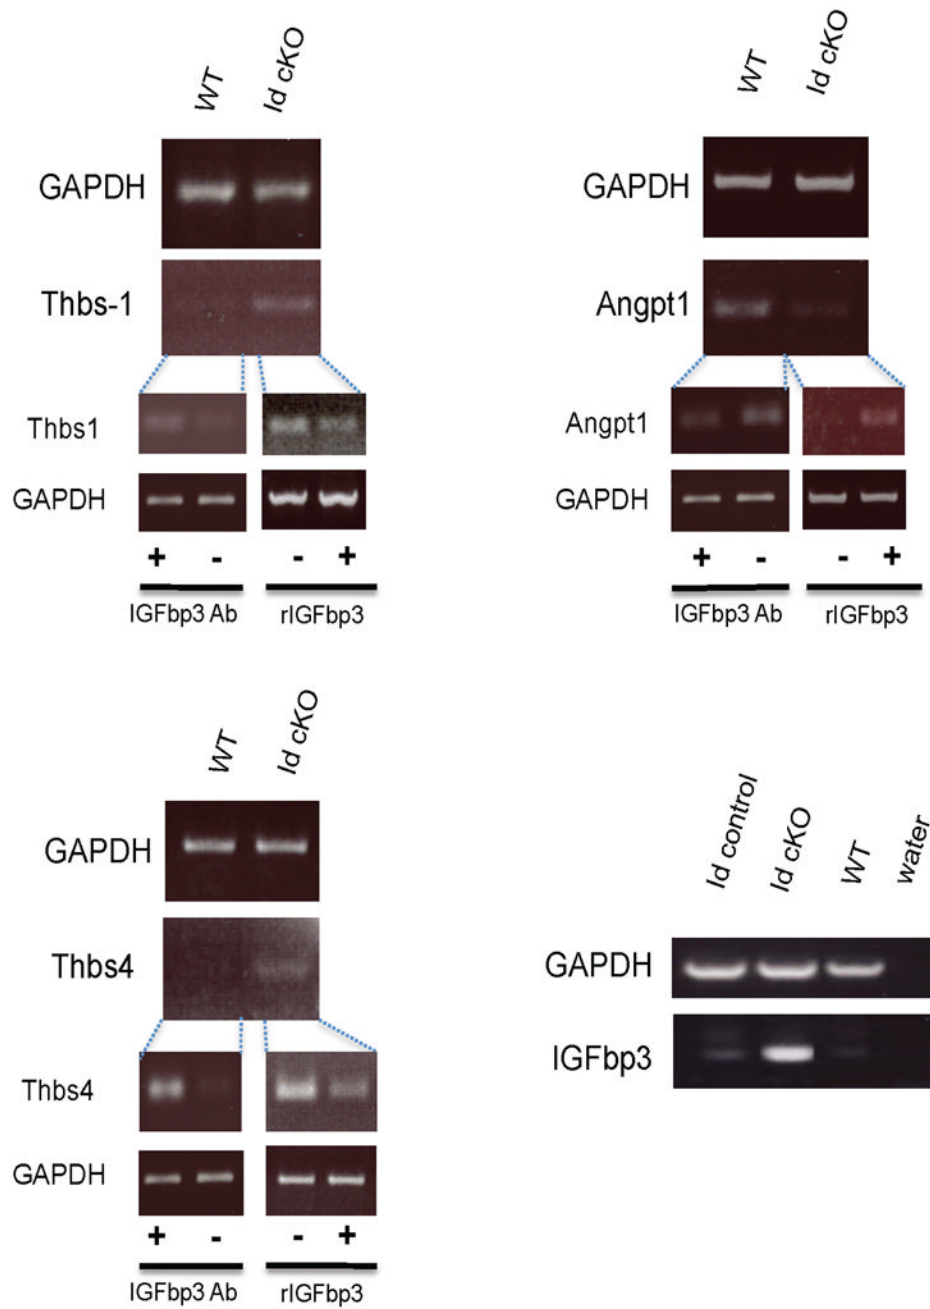 WT Id cKO
GAPDH
Thbs-1
Thbs1
GAPDH
+ - - +
IGFbp3 Ab rIGFbp3
WT Id cKO
GAPDH
Angpt1
Angpt1
GAPDH
+ - - +
IGFbp3 Ab rIGFbp3
WT Id cKO
GAPDH
Thbs4
Thbs4
GAPDH
+ - - +
IGFbp3 Ab rIGFbp3
Id control Id cKO WT water
GAPDH
IGFbp3